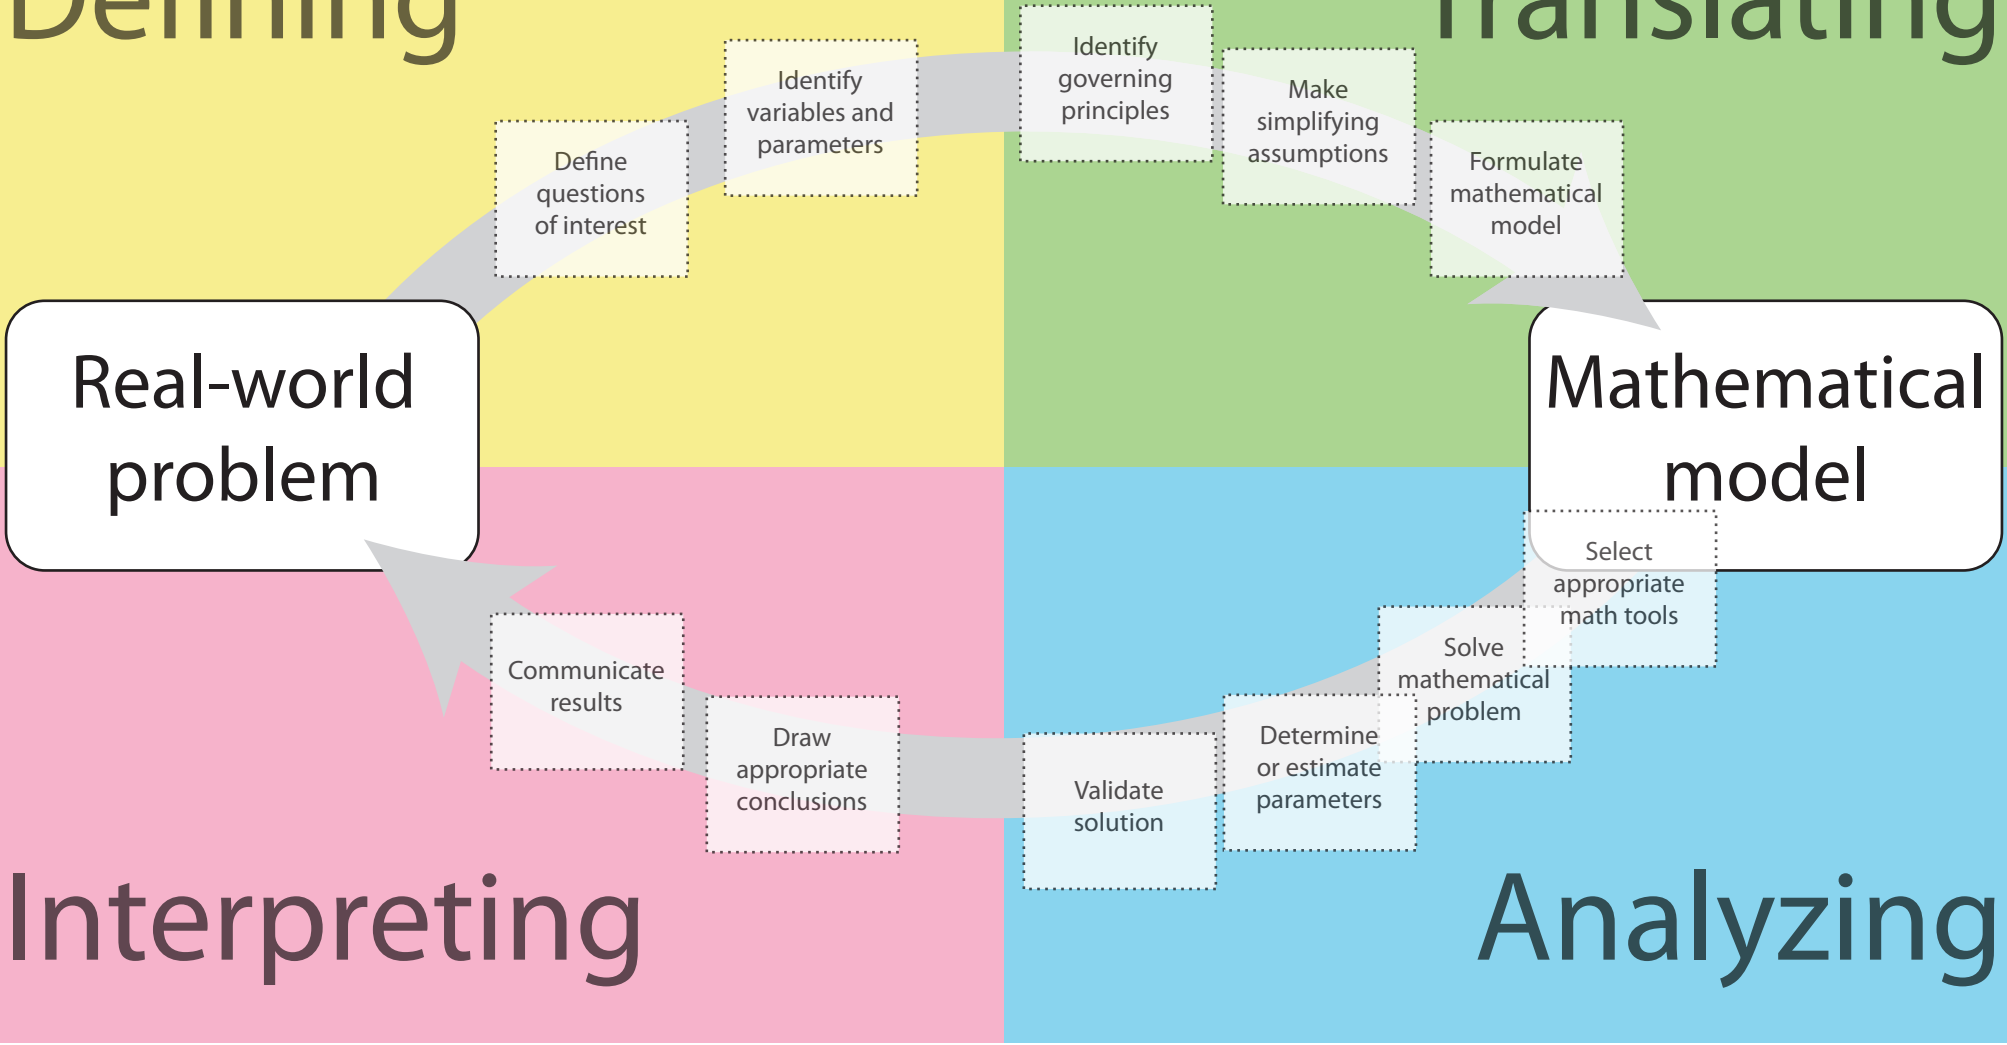 Defining
Translating
Identify
governing
principles
Identify
variables and
parameters
Make
simplifying
assumptions
Define
questions
of interest
Formulate
mathematical
model
Real-world
problem
Mathematical
model
Select
appropriate
math tools
Solve
mathematical
problem
Determine
or estimate
parameters
Validate
solution
Draw
appropriate
conclusions
Communicate
results
Interpreting
Analyzing